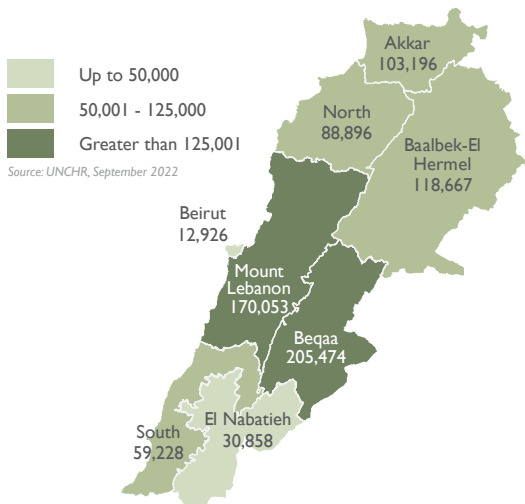 Up to 50,000
50,001 - 125,000
Greater than 125,001
Source: UNCHR, September 2022
Akkar
103,196
North
88,896
Baalbek-El
Hermel
118,667
Beirut
12,926
Mount
Lebanon
170,053
Beqaa
205,474
El Nabatieh
30,858
South
59,228